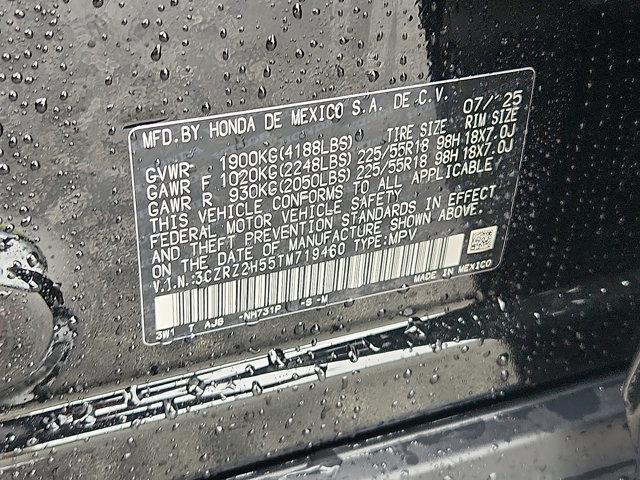 MFD.BY HONDA DE MEXICO S.A. DE C.V. 07/ 25
GVWR 1900KG(4188LBS) TIRE SIZE RIM SIZE
GAWR F 1020KG(2248LBS) 225/55R18 98H 18X7.0J
GAWR R 930KG(2050LBS) 225/55R18 98H 18X7.0J
THIS VEHICLE CONFORMS TO ALL APPLICABLE
FEDERAL MOTOR VEHICLE SAFETY
AND THEFT PREVENTION STANDARDS IN EFFECT
ON THE DATE OF MANUFACTURE SHOWN ABOVE.
V.I.N.:3CZRZ2H55TM719460 TYPE:MPV
3W1 T AJB -NH731P -S -M MADE IN MEXICO